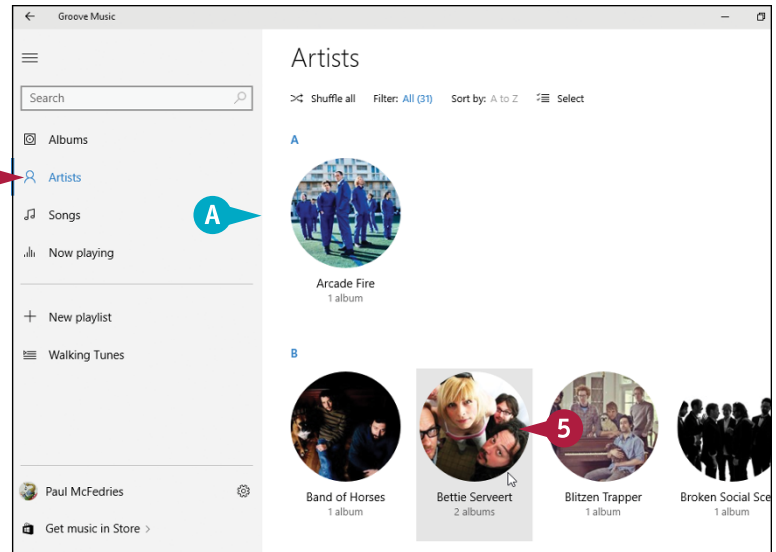 Groove Music
Artists
Search
Shuffle all Filter: All (31) Sort by: A to Z Select
Albums
A
Artists
Songs
A
Now playing
Arcade Fire
1 album
New playlist
Walking Tunes
B
5
Paul McFedries
Band of Horses Bettie Serveert Blitzen Trapper Broken Social Sce
1 album 2 albums 1 album 1 album
Get music in Store >